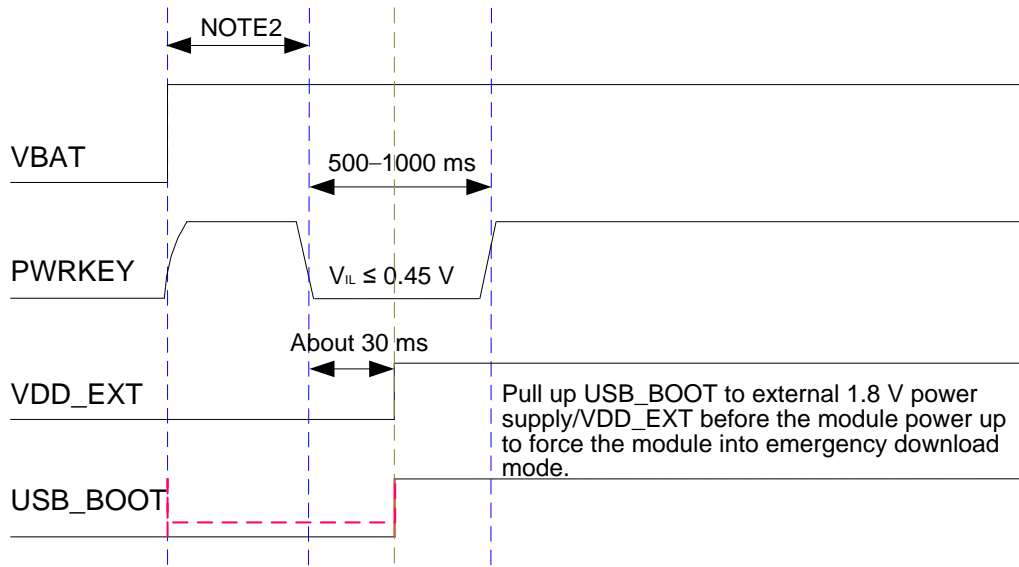 NOTE2
VBAT
500–1000 ms
PWRKEY
VIL ≤ 0.45 V
About 30 ms
VDD_EXT
Pull up USB_BOOT to external 1.8 V power
supply/VDD_EXT before the module power up
to force the module into emergency download
mode.
USB_BOOT